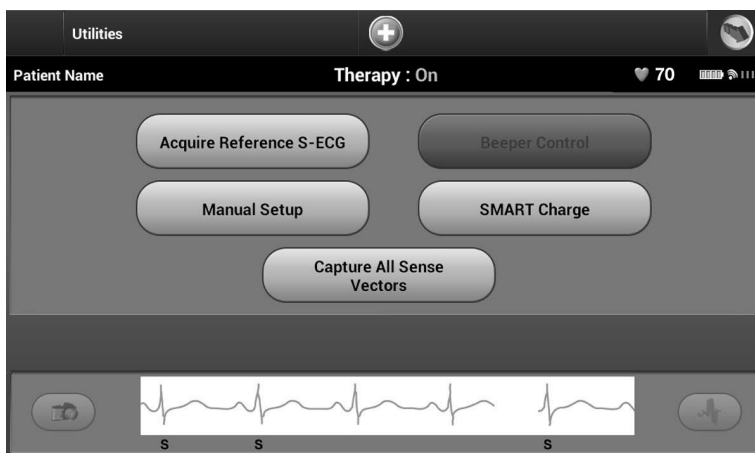 Utilities
Patient Name Therapy : On 70
Acquire Reference S-ECG Beeper Control
Manual Setup SMART Charge
Capture All Sense
Vectors
S S S